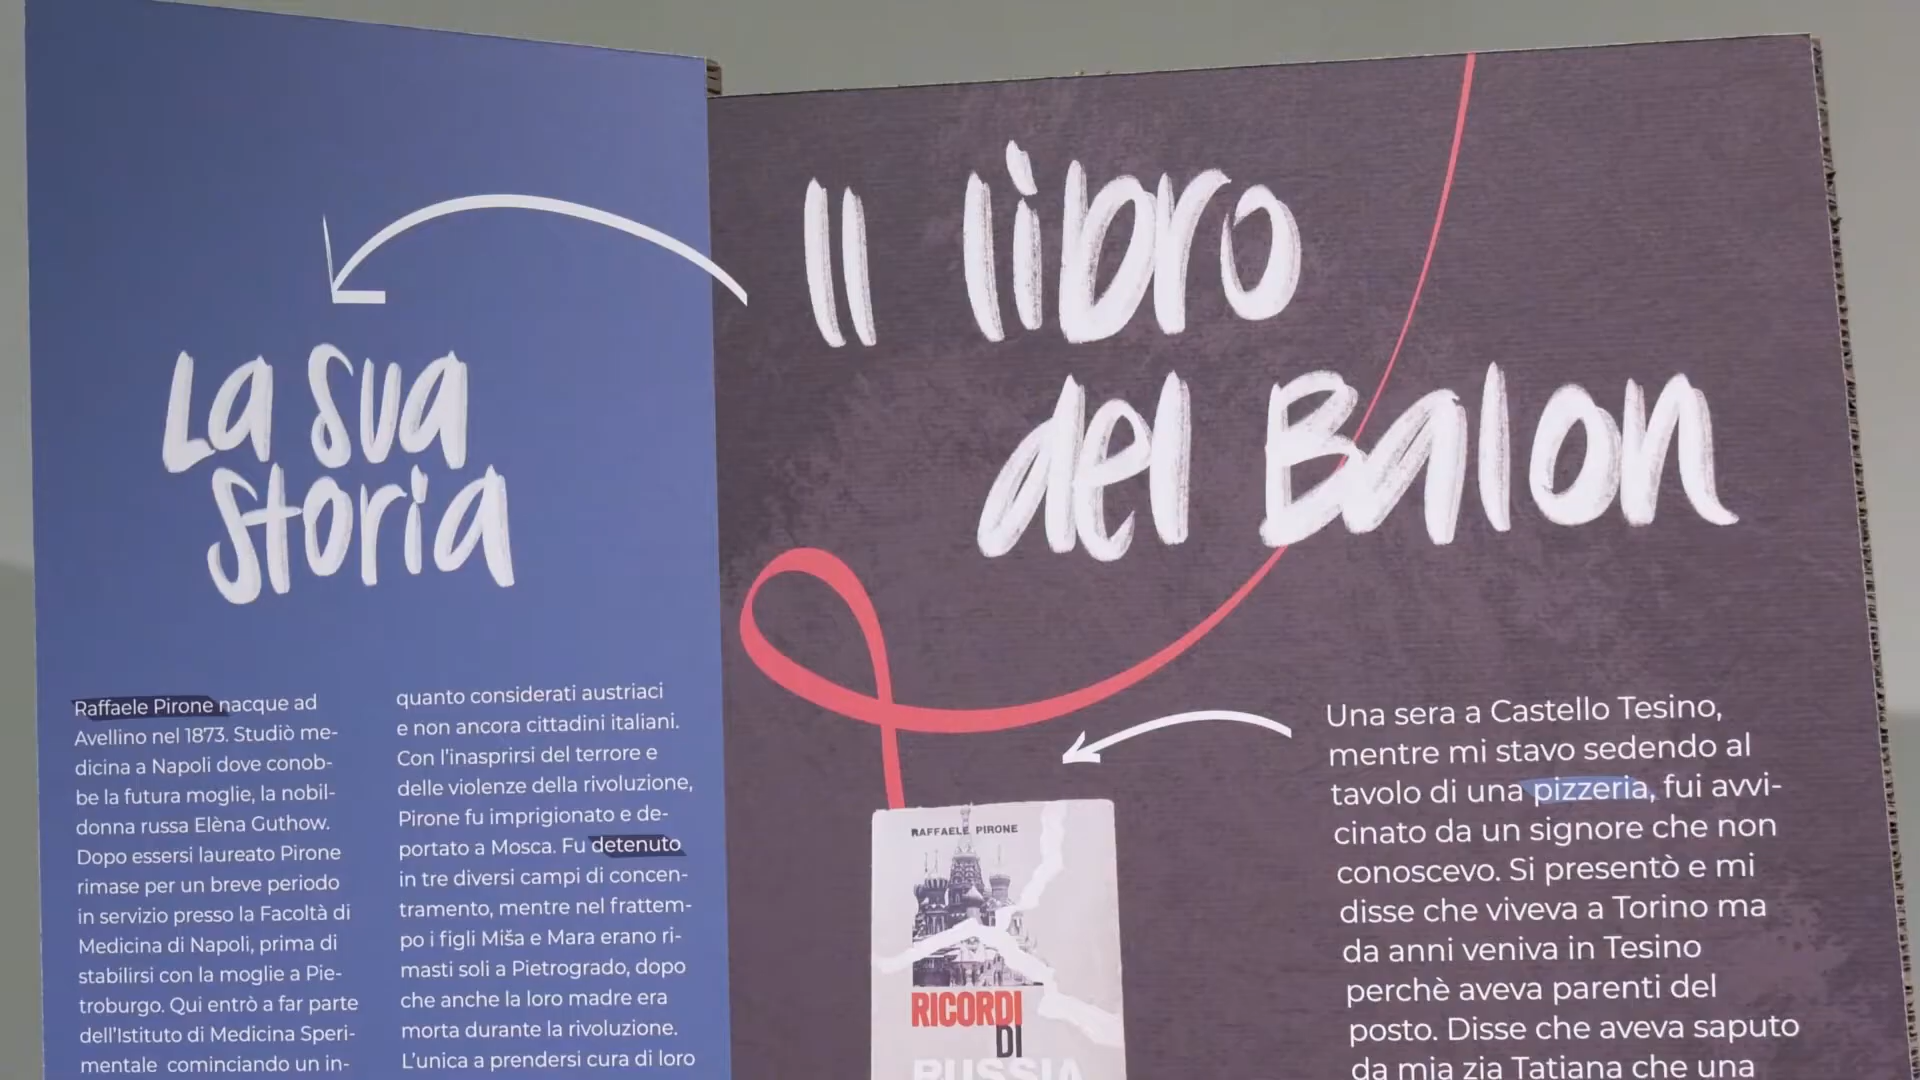 La sua
storia
Raffaele Pirone nacque ad
Avellino nel 1873. Studiò me-
dicina a Napoli dove conob-
be la futura moglie, la nobil-
donna russa Elèna Guthow.
Dopo essersi laureato Pirone
rimase per un breve periodo
in servizio presso la Facoltà di
Medicina di Napoli, prima di
stabilirsi con la moglie a Pie-
troburgo. Qui entrò a far parte
dell'Istituto di Medicina Speri-
mentale cominciando un in-
quanto considerati austriaci
e non ancora cittadini italiani.
Con l'inasprirsi del terrore e
delle violenze della rivoluzione,
Pirone fu imprigionato e de-
portato a Mosca. Fu detenuto
in tre diversi campi di concen-
tramento, mentre nel frattem-
po i figli Miša e Mara erano ri-
masti soli a Pietrogrado, dopo
che anche la loro madre era
morta durante la rivoluzione.
L'unica a prendersi cura di loro
Il libro
del Balon
RAFFAELE PIRONE
RICORDI
DI
RUSSIA
Una sera a Castello Tesino,
mentre mi stavo sedendo al
tavolo di una pizzeria, fui avvi-
cinato da un signore che non
conoscevo. Si presentò e mi
disse che viveva a Torino ma
da anni veniva in Tesino
perchè aveva parenti del
posto. Disse che aveva saputo
da mia zia Tatiana che una